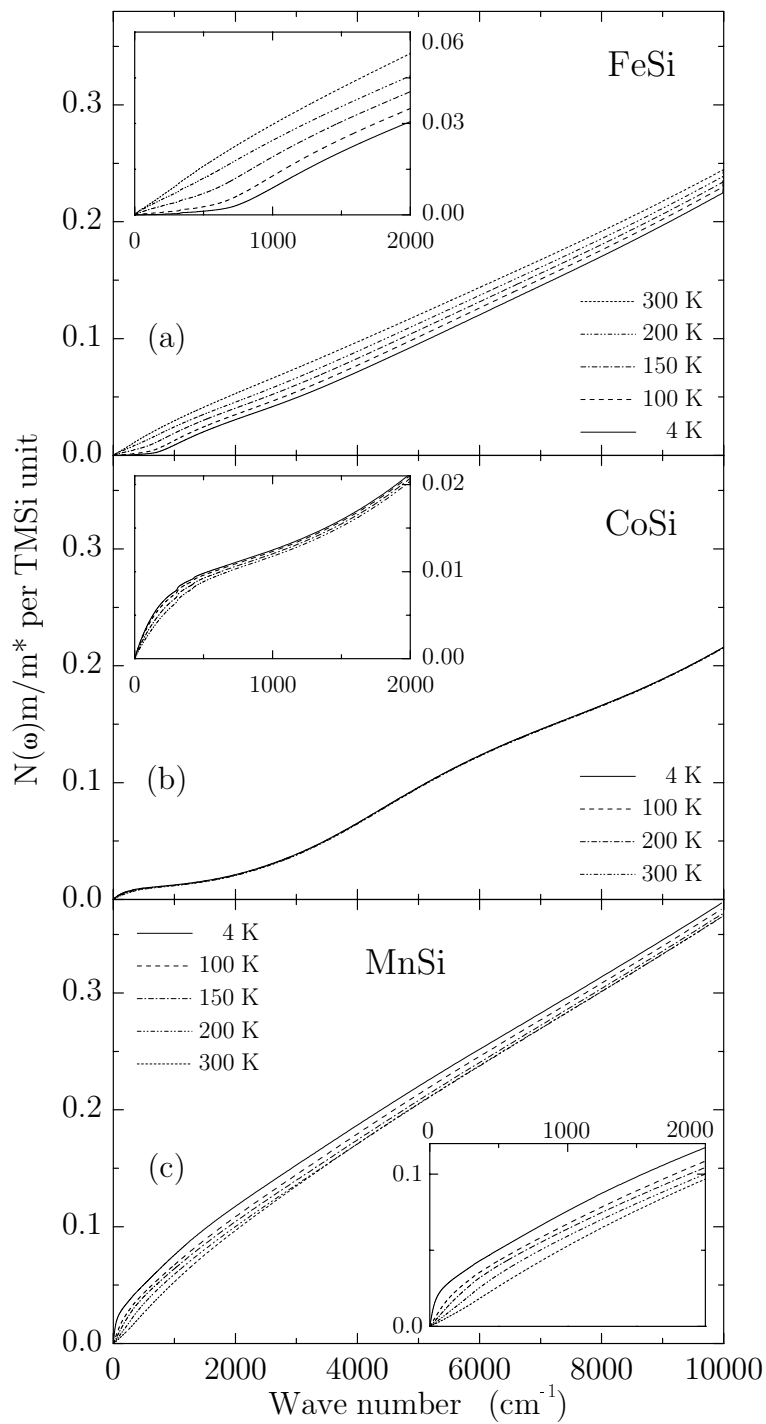 0.06
FeSi
0.3
0.03
0.00
0 1000 2000
0.2
300 K
200 K
(a)
150 K
0.1
100 K
4 K
0.0
0.02
CoSi
0.3
0.01
0.00
0 1000 2000
0.2
(b)
4 K
0.1
100 K
200 K
300 K
0.0
4 K
MnSi
100 K
0.3
150 K
200 K
300 K
0.2
0 1000 2000
(c)
0.1
0.1
0.0
0.0
0 2000 4000 6000 8000 10000
Wave number (cm⁻¹)
N(ω)m/m* per TMSi unit